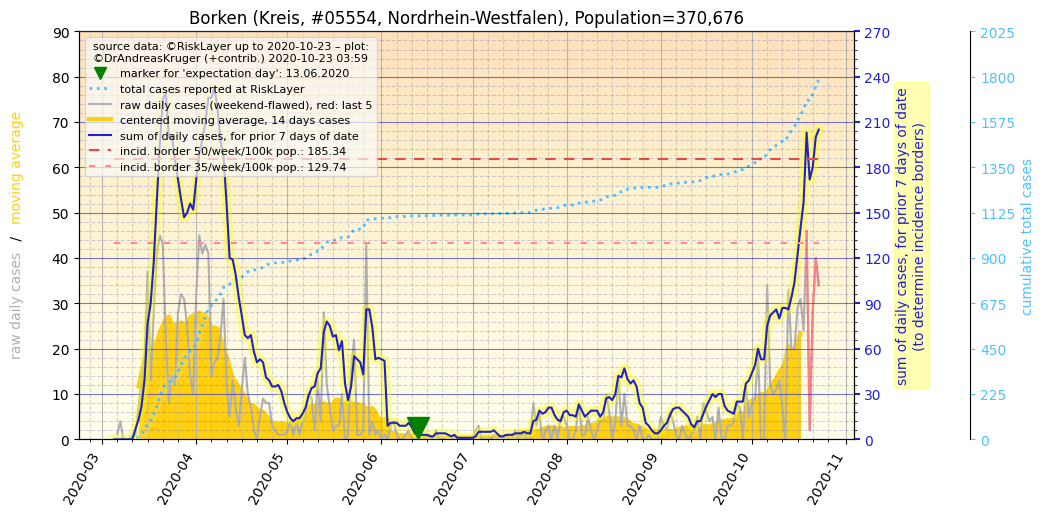 Borken (Kreis, #05554, Nordrhein-Westfalen), Population=370,676
source data: ©RiskLayer up to 2020-10-23 – plot:
©DrAndreasKruger (+contrib.) 2020-10-23 03:59
marker for 'expectation day': 13.06.2020
total cases reported at RiskLayer
raw daily cases (weekend-flawed), red: last 5
centered moving average, 14 days cases
sum of daily cases, for prior 7 days of date
incid. border 50/week/100k pop.: 185.34
incid. border 35/week/100k pop.: 129.74
raw daily cases / moving average
90
80
70
60
50
40
30
20
10
0
270
240
210
180
150
120
90
60
30
0
sum of daily cases, for prior 7 days of date
(to determine incidence borders)
2025
1800
1575
1350
1125
900
675
450
225
0
cumulative total cases
2020-03
2020-04
2020-05
2020-06
2020-07
2020-08
2020-09
2020-10
2020-11